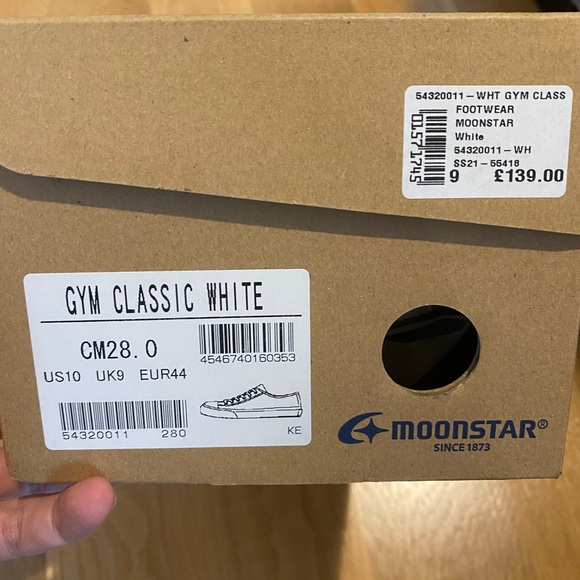 54320011-WHT GYM CLASS
FOOTWEAR
MOONSTAR
White
54320011-WH
SS21-55418
9 £139.00
01571745
GYM CLASSIC WHITE
CM28.0
4546740160353
US10 UK9 EUR44
54320011 280
KE
MOONSTAR®
SINCE 1873